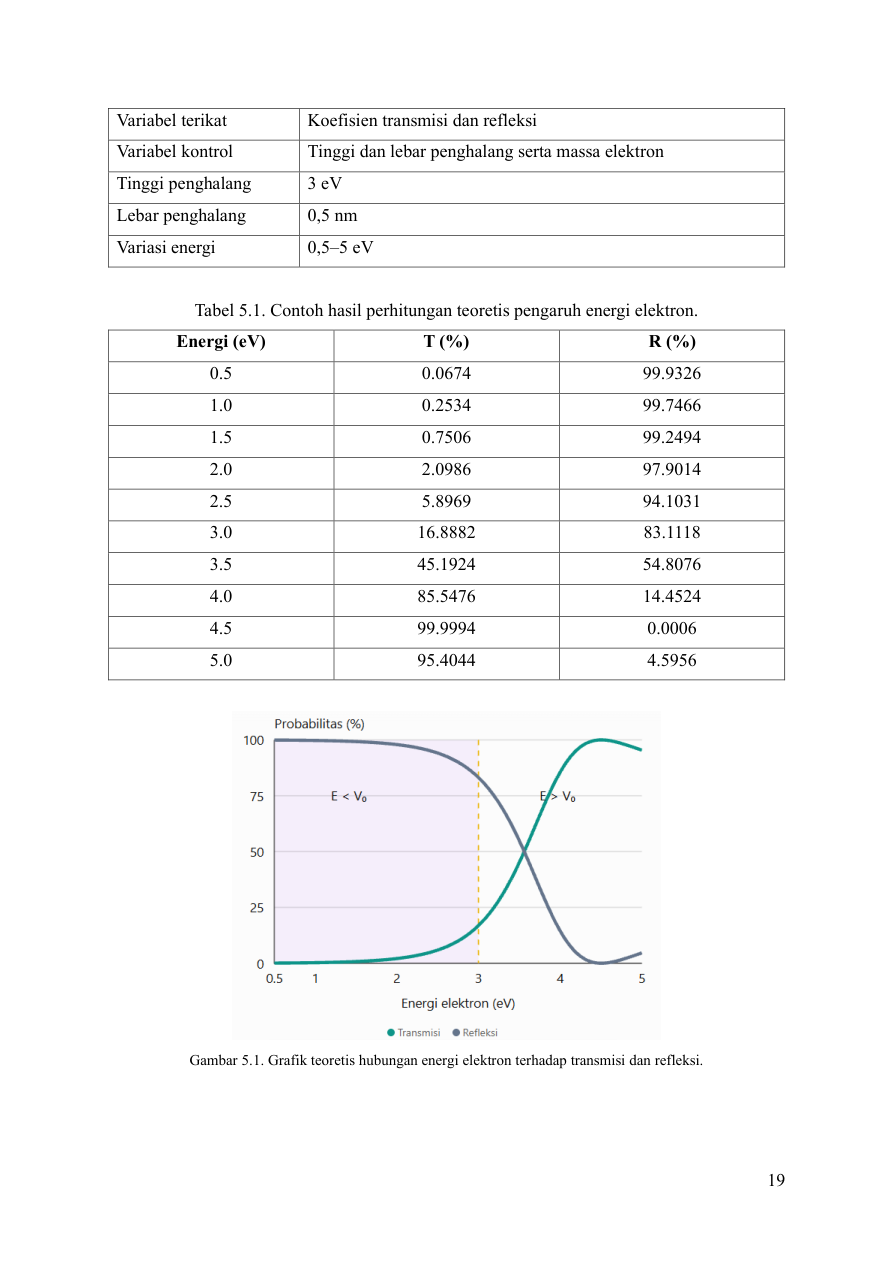 Variabel terikat Koefisien transmisi dan refleksi
Variabel kontrol Tinggi dan lebar penghalang serta massa elektron
Tinggi penghalang 3 eV
Lebar penghalang 0,5 nm
Variasi energi 0,5–5 eV
Tabel 5.1. Contoh hasil perhitungan teoretis pengaruh energi elektron.
Energi (eV) T (%) R (%)
0.5 0.0674 99.9326
1.0 0.2534 99.7466
1.5 0.7506 99.2494
2.0 2.0986 97.9014
2.5 5.8969 94.1031
3.0 16.8882 83.1118
3.5 45.1924 54.8076
4.0 85.5476 14.4524
4.5 99.9994 0.0006
5.0 95.4044 4.5956
Probabilitas (%)
100
75 E < V₀ E > V₀
50
25
0
0.5 1 2 3 4 5
Energi elektron (eV)
Transmisi Refleksi
Gambar 5.1. Grafik teoretis hubungan energi elektron terhadap transmisi dan refleksi.
19